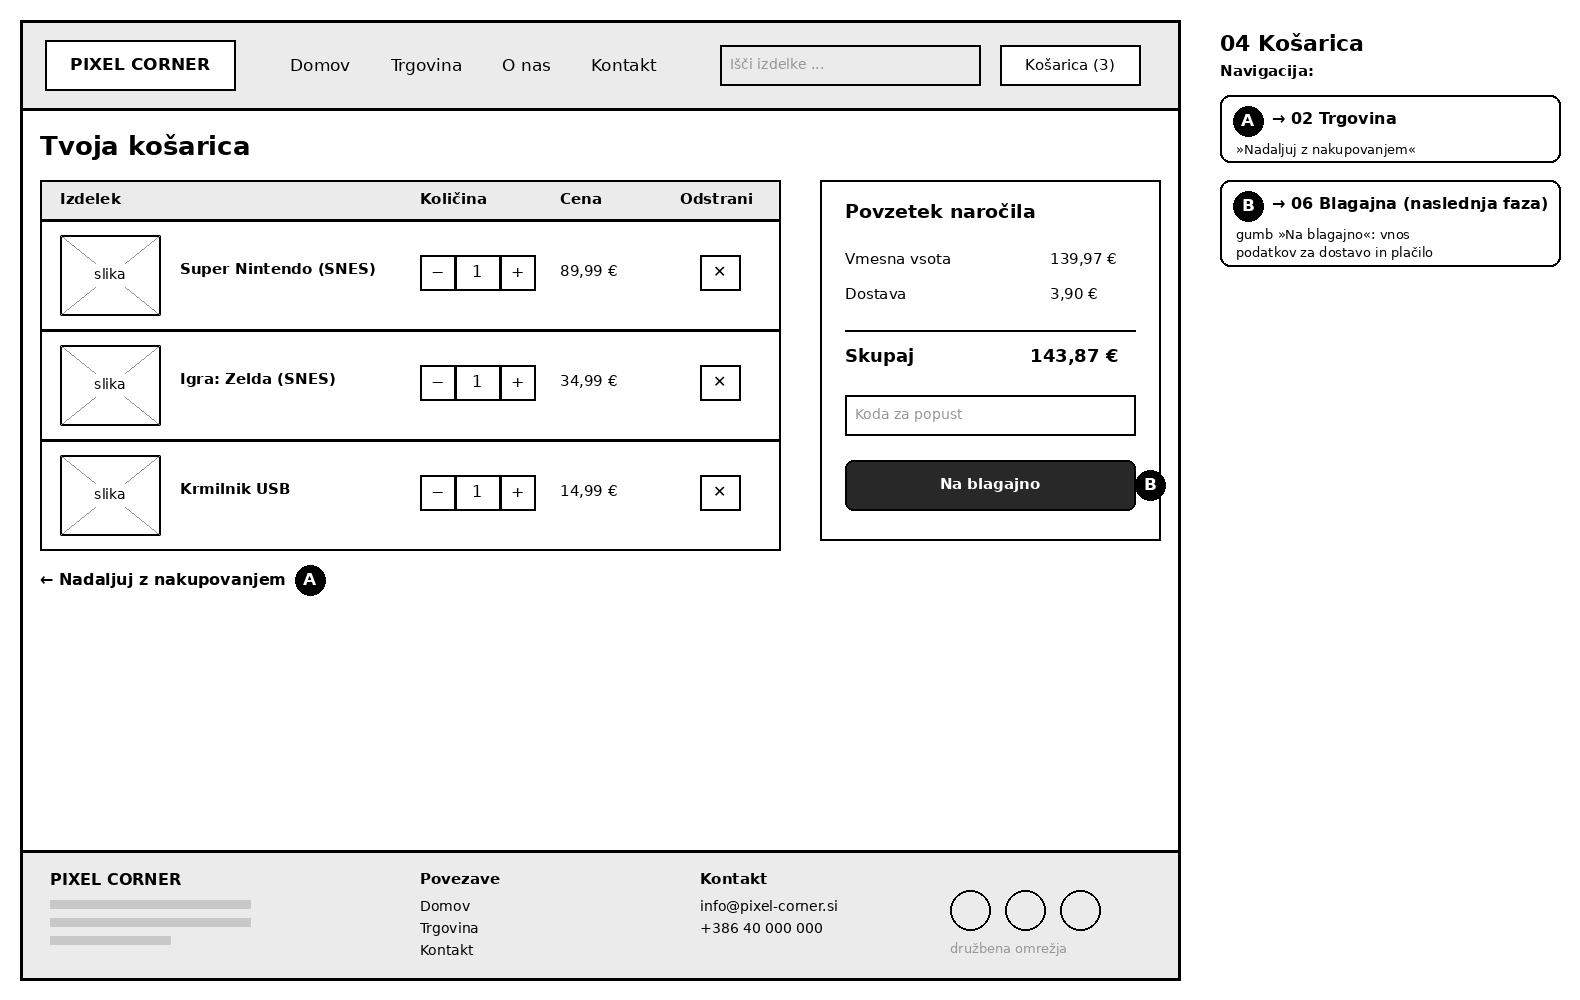 PIXEL CORNER
Domov Trgovina O nas Kontakt
Išči izdelke ...
Košarica (3)
Tvoja košarica
Izdelek Količina Cena Odstrani
slika Super Nintendo (SNES) − 1 + 89,99 € ✕
slika Igra: Zelda (SNES) − 1 + 34,99 € ✕
slika Krmilnik USB − 1 + 14,99 € ✕
← Nadaljuj z nakupovanjem A
Povzetek naročila
Vmesna vsota 139,97 €
Dostava 3,90 €
Skupaj 143,87 €
Koda za popust
Na blagajno B
PIXEL CORNER
Povezave
Domov
Trgovina
Kontakt
Kontakt
info@pixel-corner.si
+386 40 000 000
družbena omrežja
04 Košarica
Navigacija:
A → 02 Trgovina
»Nadaljuj z nakupovanjem«
B → 06 Blagajna (naslednja faza)
gumb »Na blagajno«: vnos
podatkov za dostavo in plačilo